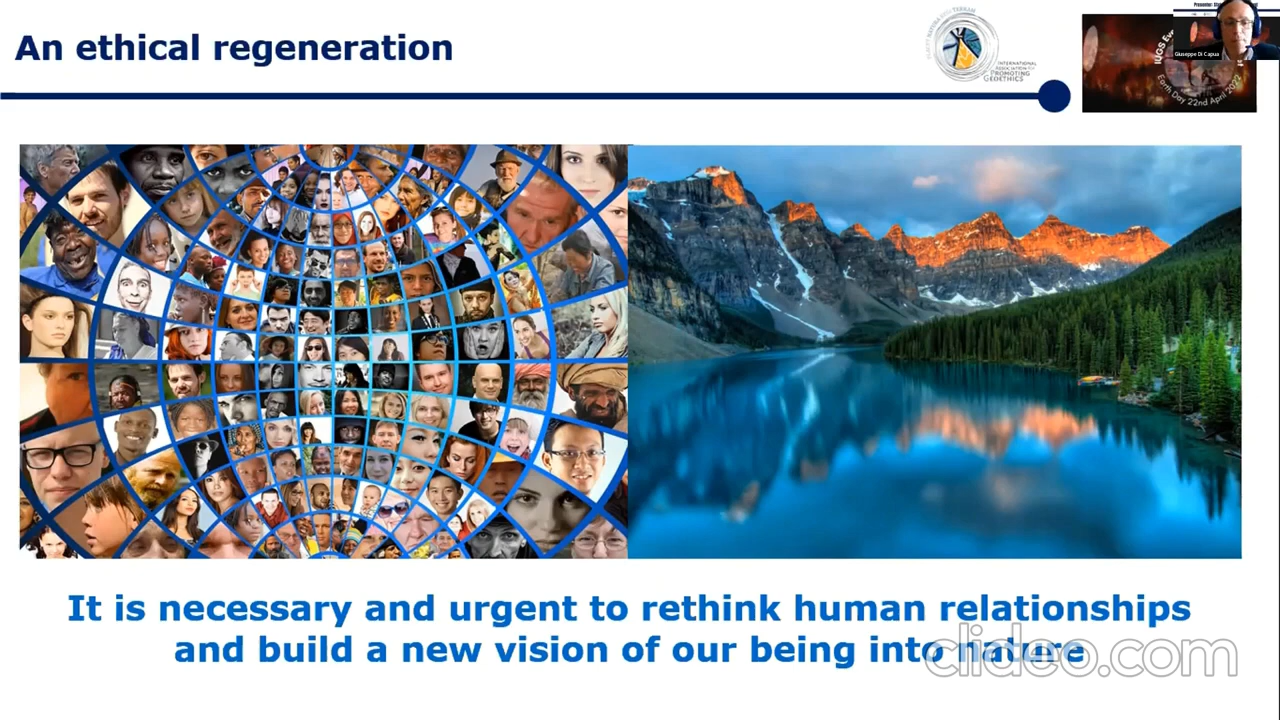 An ethical regeneration
INTERNATIONAL
ASSOCIATION FOR
PROMOTING
GEOETHICS
Giuseppe Di Capua
Earth Day 22nd April 2022
It is necessary and urgent to rethink human relationships
and build a new vision of our being into nature
clideo.com